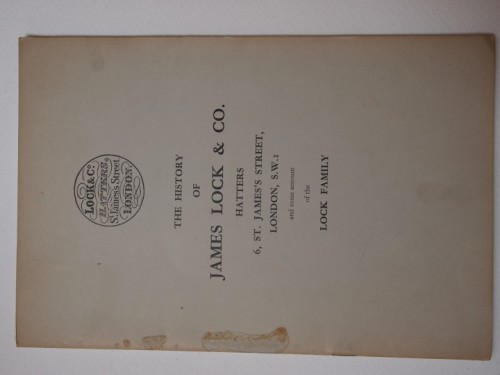 LOCK & Co
HATTERS
St. James's Street,
LONDON
THE HISTORY
OF
JAMES LOCK & CO.
HATTERS
6, ST. JAMES'S STREET,
LONDON, S.W.1
and some account
of the
LOCK FAMILY